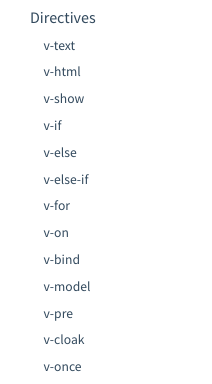 Directives
v-text
v-html
v-show
v-if
v-else
v-else-if
v-for
v-on
v-bind
v-model
v-pre
v-cloak
v-once